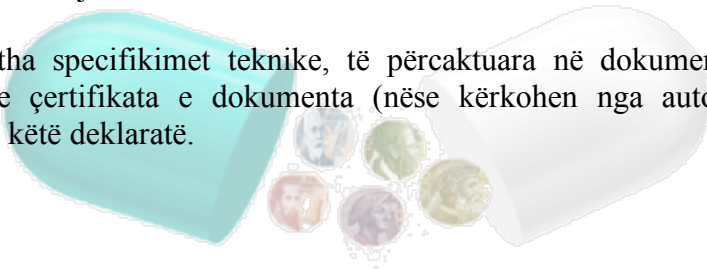 tha specifikimet teknike, të përcaktuara në dokumen
e çertifikata e dokumenta (nëse kërkohen nga auto
këtë deklaratë.